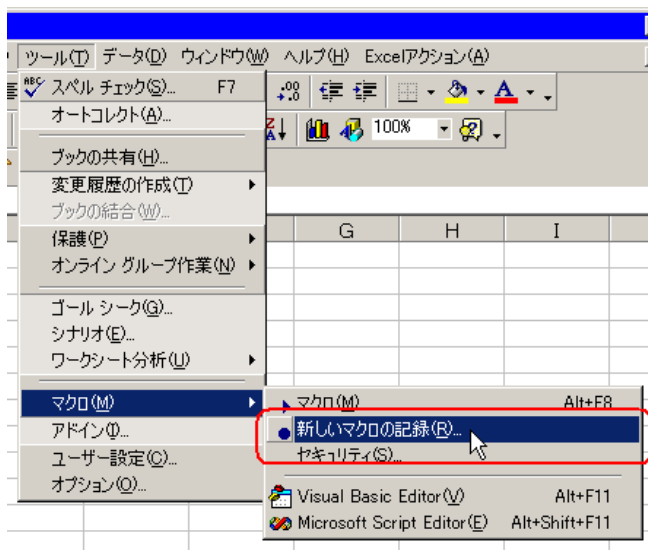 ツール(T) データ(D) ウィンドウ(W) ヘルプ(H) Excelアクション(A)
ABC スペル チェック(S)... F7
オートコレクト(A)...
100%
ブックの共有(H)...
変更履歴の作成(T)
ブックの結合(W)...
保護(P)
G H I
オンライン グループ作業(N)
ゴール シーク(G)...
シナリオ(E)...
ワークシート分析(U)
マクロ(M)
マクロ(M) Alt+F8
アドイン(I)...
新しいマクロの記録(R)...
ユーザー設定(C)...
セキュリティ(S)...
オプション(O)...
Visual Basic Editor(V) Alt+F11
Microsoft Script Editor(E) Alt+Shift+F11